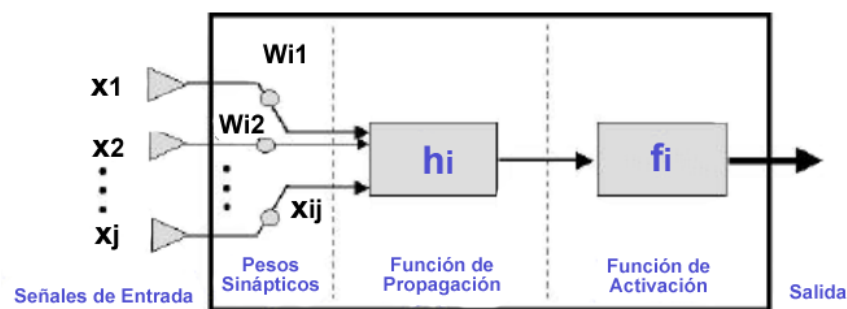 Wi1
x1
Wi2
x2
hi
fi
xij
xj
Pesos
Sinápticos
Función de
Propagación
Función de
Activación
Señales de Entrada
Salida